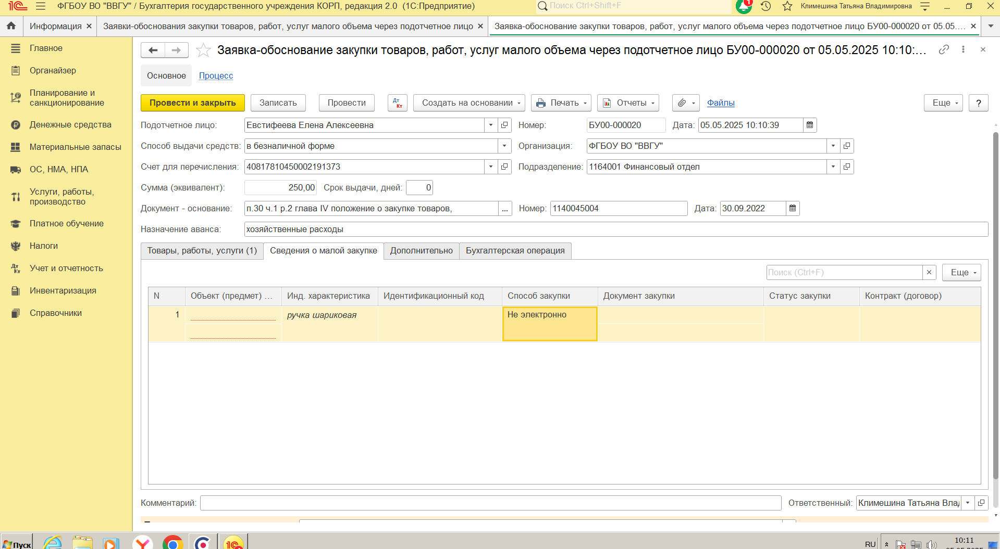 ФГБОУ ВО "ВВГУ" / Бухгалтерия государственного учреждения КОРП, редакция 2.0 (1С:Предприятие)
Поиск Ctrl+Shift+F
1
Климешина Татьяна Владимировна
Информация
Заявки-обоснования закупки товаров, работ, услуг малого объема через подотчетное лицо
Заявка-обоснование закупки товаров, работ, услуг малого объема через подотчетное лицо БУ00-000020 от 05.05....
Главное
Органайзер
Планирование и
санкционирование
Денежные средства
Материальные запасы
ОС, НМА, НПА
Услуги, работы,
производство
Платное обучение
Налоги
Учет и отчетность
Инвентаризация
Справочники
Заявка-обоснование закупки товаров, работ, услуг малого объема через подотчетное лицо БУ00-000020 от 05.05.2025 10:10:...
Основное Процесс
Провести и закрыть Записать Провести Дт Кт Создать на основании Печать Отчеты Файлы Еще ?
Подотчетное лицо: Евстифеева Елена Алексеевна Номер: БУ00-000020 Дата: 05.05.2025 10:10:39
Способ выдачи средств: в безналичной форме Организация: ФГБОУ ВО "ВВГУ"
Счет для перечисления: 40817810450002191373 Подразделение: 1164001 Финансовый отдел
Сумма (эквивалент): 250,00 Срок выдачи, дней: 0
Документ - основание: п.30 ч.1 р.2 глава IV положение о закупке товаров, ... Номер: 1140045004 Дата: 30.09.2022
Назначение аванса: хозяйственные расходы
Товары, работы, услуги (1) Сведения о малой закупке Дополнительно Бухгалтерская операция
Поиск (Ctrl+F) × Еще
N Объект (предмет) ... Инд. характеристика Идентификационный код Способ закупки Документ закупки Статус закупки Контракт (договор)
1 ручка шариковая Не электронно
Комментарий: Ответственный: Климешина Татьяна Влад
Пуск
RU
10:11